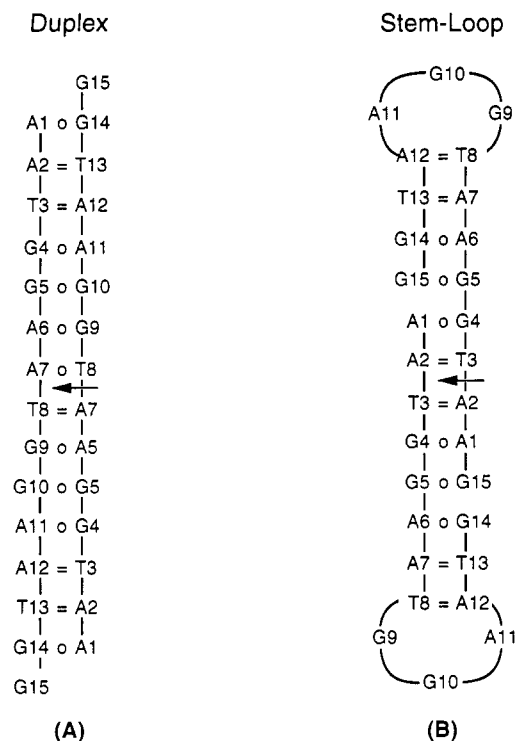 Duplex
G15
A1 o G14
A2 = T13
T3 = A12
G4 o A11
G5 o G10
A6 o G9
A7 o T8
T8 = A7
G9 o A5
G10 o G5
A11 o G4
A12 = T3
T13 = A2
G14 o A1
G15
(A)
Stem-Loop
G10
A11 G9
A12 = T8
T13 = A7
G14 o A6
G15 o G5
A1 o G4
A2 = T3
T3 = A2
G4 o A1
G5 o G15
A6 o G14
A7 = T13
T8 = A12
G9 A11
G10
(B)